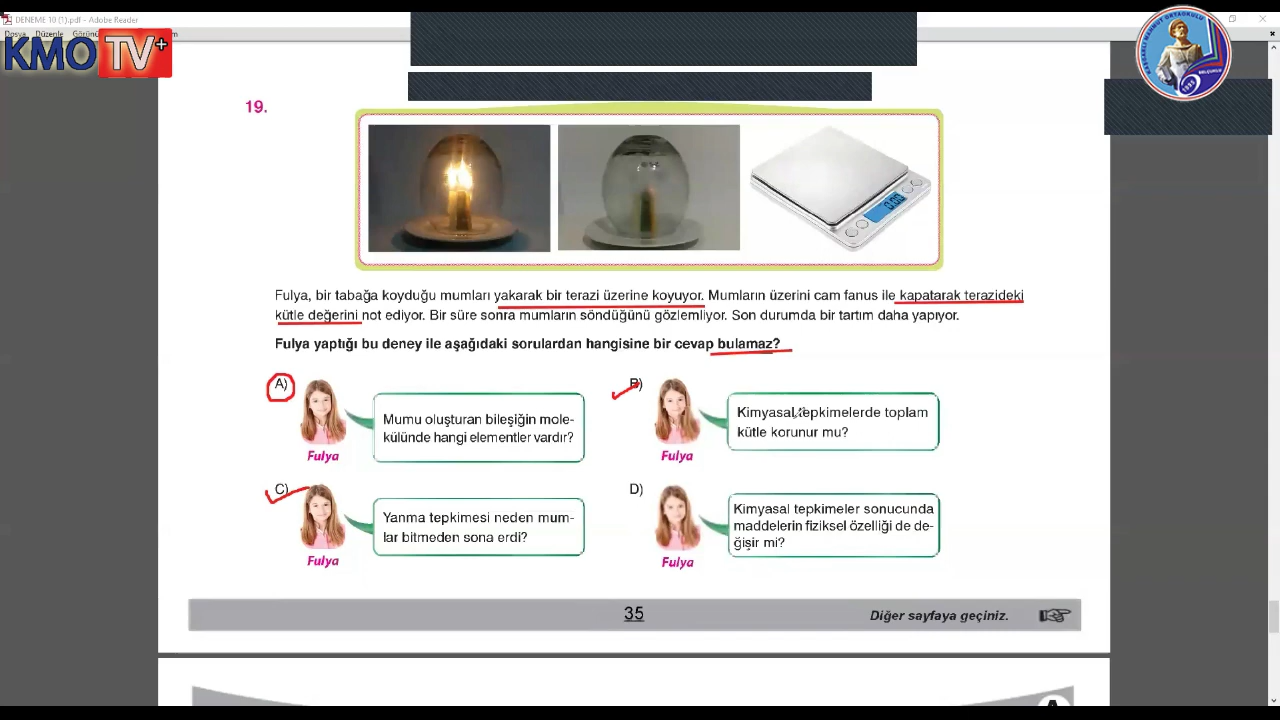 DENEME 10 (1).pdf - Adobe Reader
Dosya Düzenle
KMO TV+
19.
0.00
Fulya, bir tabağa koyduğu mumları yakarak bir terazi üzerine koyuyor. Mumların üzerini cam fanus ile kapatarak terazideki
kütle değerini not ediyor. Bir süre sonra mumların söndüğünü gözlemliyor. Son durumda bir tartım daha yapıyor.
Fulya yaptığı bu deney ile aşağıdaki sorulardan hangisine bir cevap bulamaz?
A)
Mumu oluşturan bileşiğin mole-
külünde hangi elementler vardır?
Fulya
B)
Kimyasal tepkimelerde toplam
kütle korunur mu?
Fulya
C)
Yanma tepkimesi neden mum-
lar bitmeden sona erdi?
Fulya
D)
Kimyasal tepkimeler sonucunda
maddelerin fiziksel özelliği de de-
ğişir mi?
Fulya
35
Diğer sayfaya geçiniz.